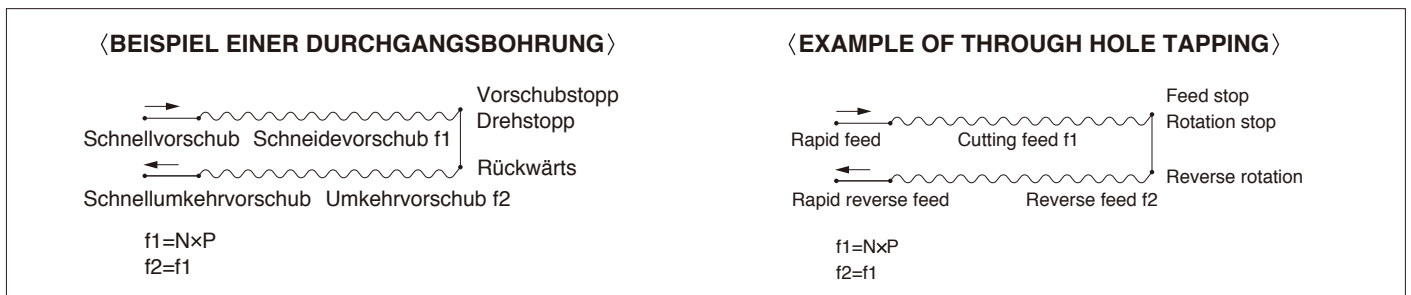 〈BEISPIEL EINER DURCHGANGSBOHRUNG〉
Vorschubstopp
Drehstopp
Schnellvorschub Schneidevorschub f1
Rückwärts
Schnellumkehrvorschub Umkehrvorschub f2
f1=N×P
f2=f1
〈EXAMPLE OF THROUGH HOLE TAPPING〉
Feed stop
Rotation stop
Rapid feed Cutting feed f1
Reverse rotation
Rapid reverse feed Reverse feed f2
f1=N×P
f2=f1